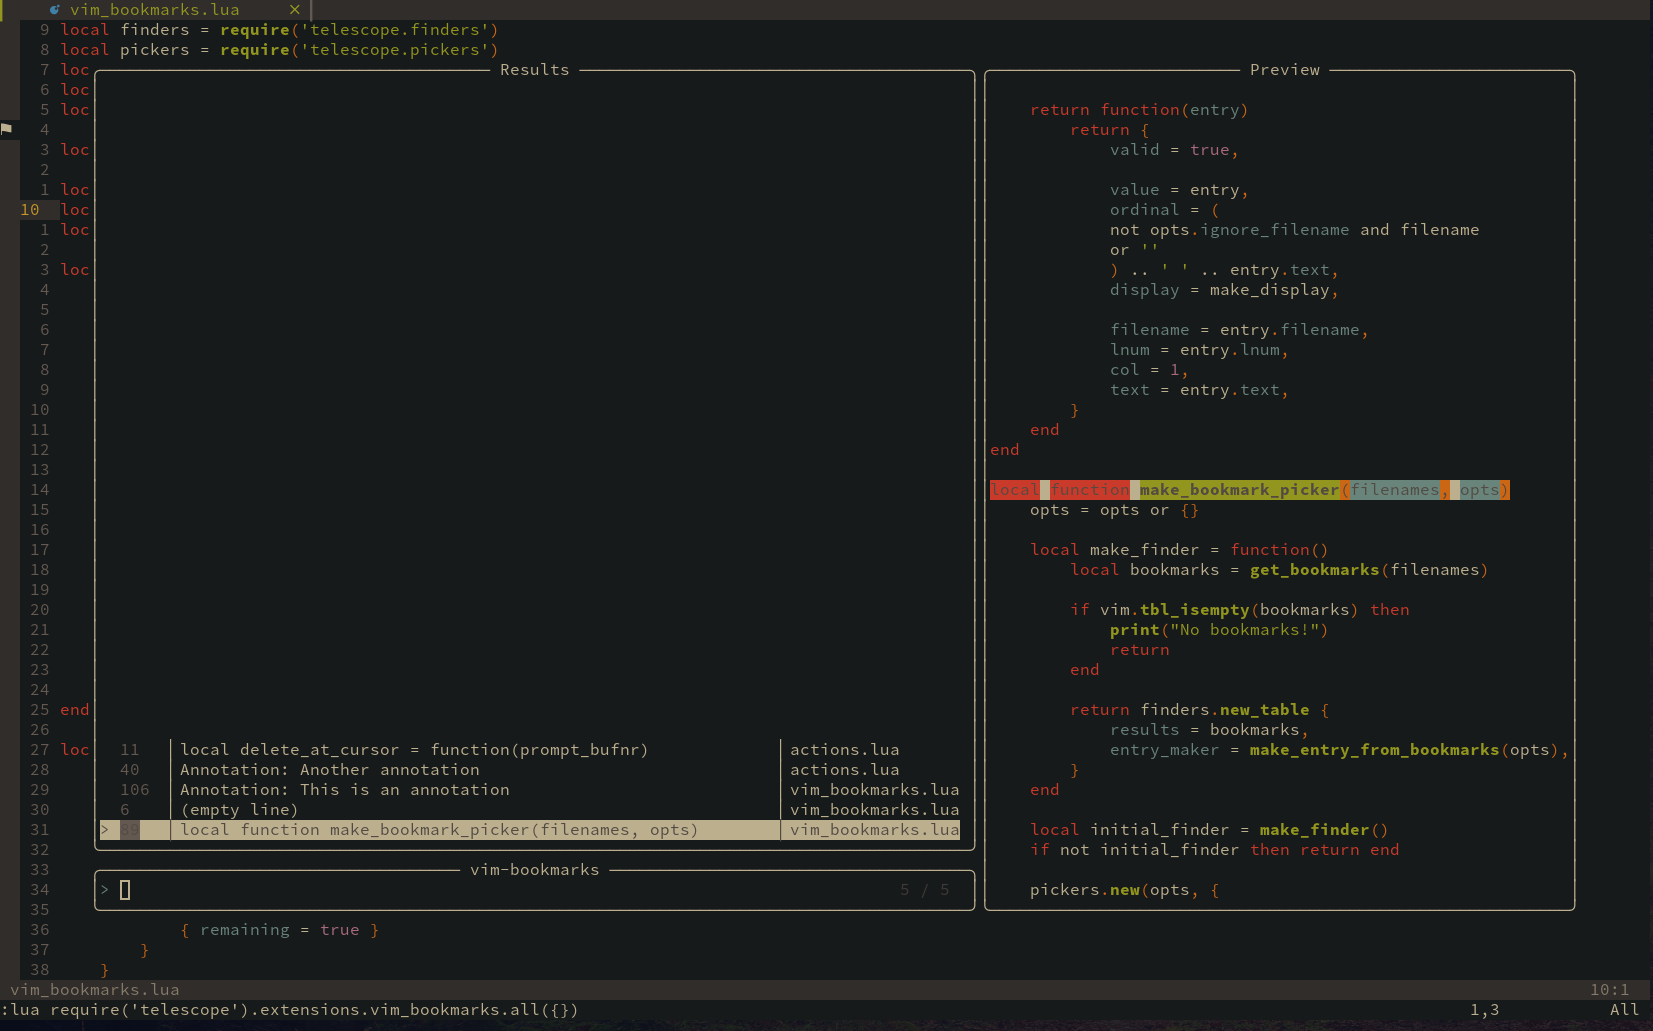 vim_bookmarks.lua ×
9 local finders = require('telescope.finders')
8 local pickers = require('telescope.pickers')
7 loc
6 loc
5 loc
4
3 loc
2
1 loc
10 loc
1 loc
2
3 loc
4
5
6
7
8
9
10
11
12
13
14
15
16
17
18
19
20
21
22
23
24
25 end
26
27 loc
28
29
30
31
32
33
34
35
36 { remaining = true }
37 }
38 }
Results
11 │local delete_at_cursor = function(prompt_bufnr) │actions.lua
40 │Annotation: Another annotation │actions.lua
106 │Annotation: This is an annotation │vim_bookmarks.lua
6 │(empty line) │vim_bookmarks.lua
> 89 │local function make_bookmark_picker(filenames, opts) │vim_bookmarks.lua
vim-bookmarks
> 5 / 5
Preview
return function(entry)
return {
valid = true,
value = entry,
ordinal = (
not opts.ignore_filename and filename
or ''
) .. ' ' .. entry.text,
display = make_display,
filename = entry.filename,
lnum = entry.lnum,
col = 1,
text = entry.text,
}
end
end
local function make_bookmark_picker(filenames, opts)
opts = opts or {}
local make_finder = function()
local bookmarks = get_bookmarks(filenames)
if vim.tbl_isempty(bookmarks) then
print("No bookmarks!")
return
end
return finders.new_table {
results = bookmarks,
entry_maker = make_entry_from_bookmarks(opts),
}
end
local initial_finder = make_finder()
if not initial_finder then return end
pickers.new(opts, {
vim_bookmarks.lua 10:1
:lua require('telescope').extensions.vim_bookmarks.all({}) 1,3 All